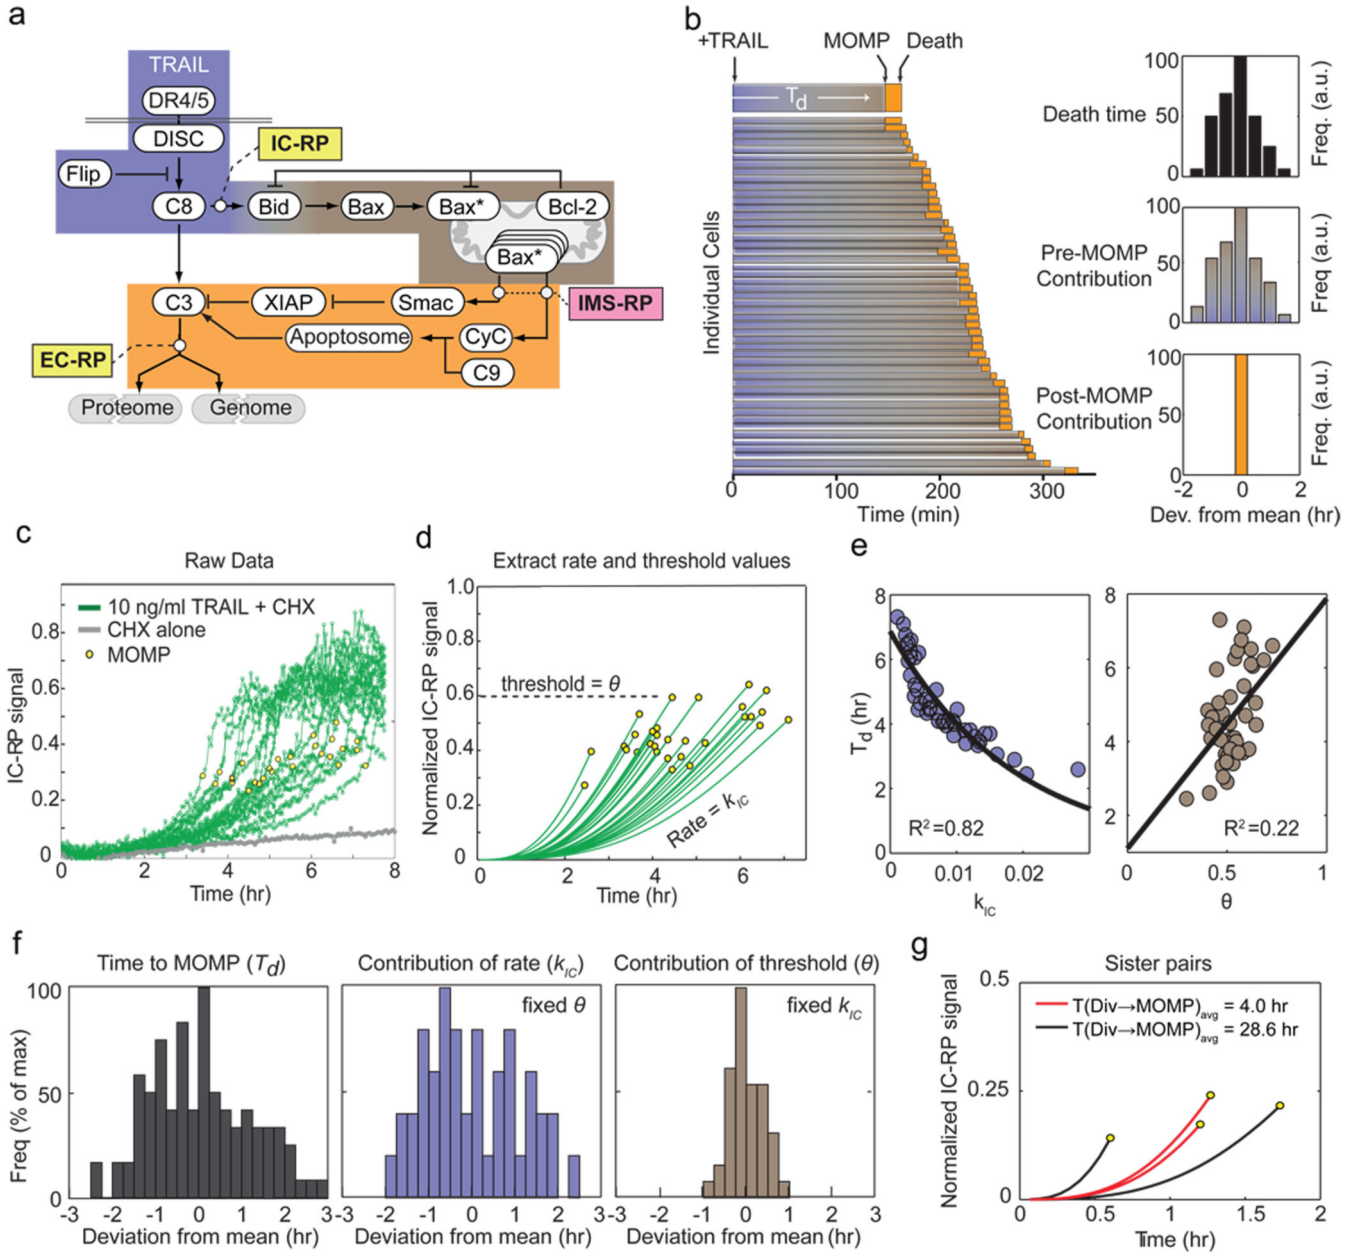 a
TRAIL
DR4/5
DISC
IC-RP
Flip
C8
Bid
Bax
Bax*
Bcl-2
Bax*
C3
XIAP
Smac
IMS-RP
Apoptosome
CyC
EC-RP
C9
Proteome
Genome
b
+TRAIL
MOMP
Death
Td
Individual Cells
0
100
200
300
Time (min)
Death time
100
50
0
Freq. (a.u.)
Pre-MOMP
Contribution
100
50
0
Freq (a.u.)
Post-MOMP
Contribution
100
50
0
Freq. (a.u.)
-2
0
2
Dev. from mean (hr)
c
Raw Data
10 ng/ml TRAIL + CHX
CHX alone
MOMP
IC-RP signal
0.8
0.6
0.4
0.2
0
0
2
4
6
8
Time (hr)
d
Extract rate and threshold values
Normalized IC-RP signal
1.0
0.8
0.6
0.4
0.2
0
threshold = θ
Rate = kIC
0
2
4
6
Time (hr)
e
Td (hr)
8
6
4
2
0
R²=0.82
0
0.01
0.02
kIC
8
6
4
2
0
R²=0.22
0
0.5
1
θ
f
Time to MOMP (Td)
Freq (% of max)
100
50
0
-3
-2
-1
0
1
2
3
Deviation from mean (hr)
Contribution of rate (kIC)
fixed θ
-3
-2
-1
0
1
2
3
Deviation from mean (hr)
Contribution of threshold (θ)
fixed kIC
-3
-2
-1
0
1
2
3
Deviation from mean (hr)
g
Sister pairs
Normalized IC-RP signal
0.5
0.25
0
T(Div→MOMP)avg = 4.0 hr
T(Div→MOMP)avg = 28.6 hr
0
0.5
1
1.5
2
Time (hr)